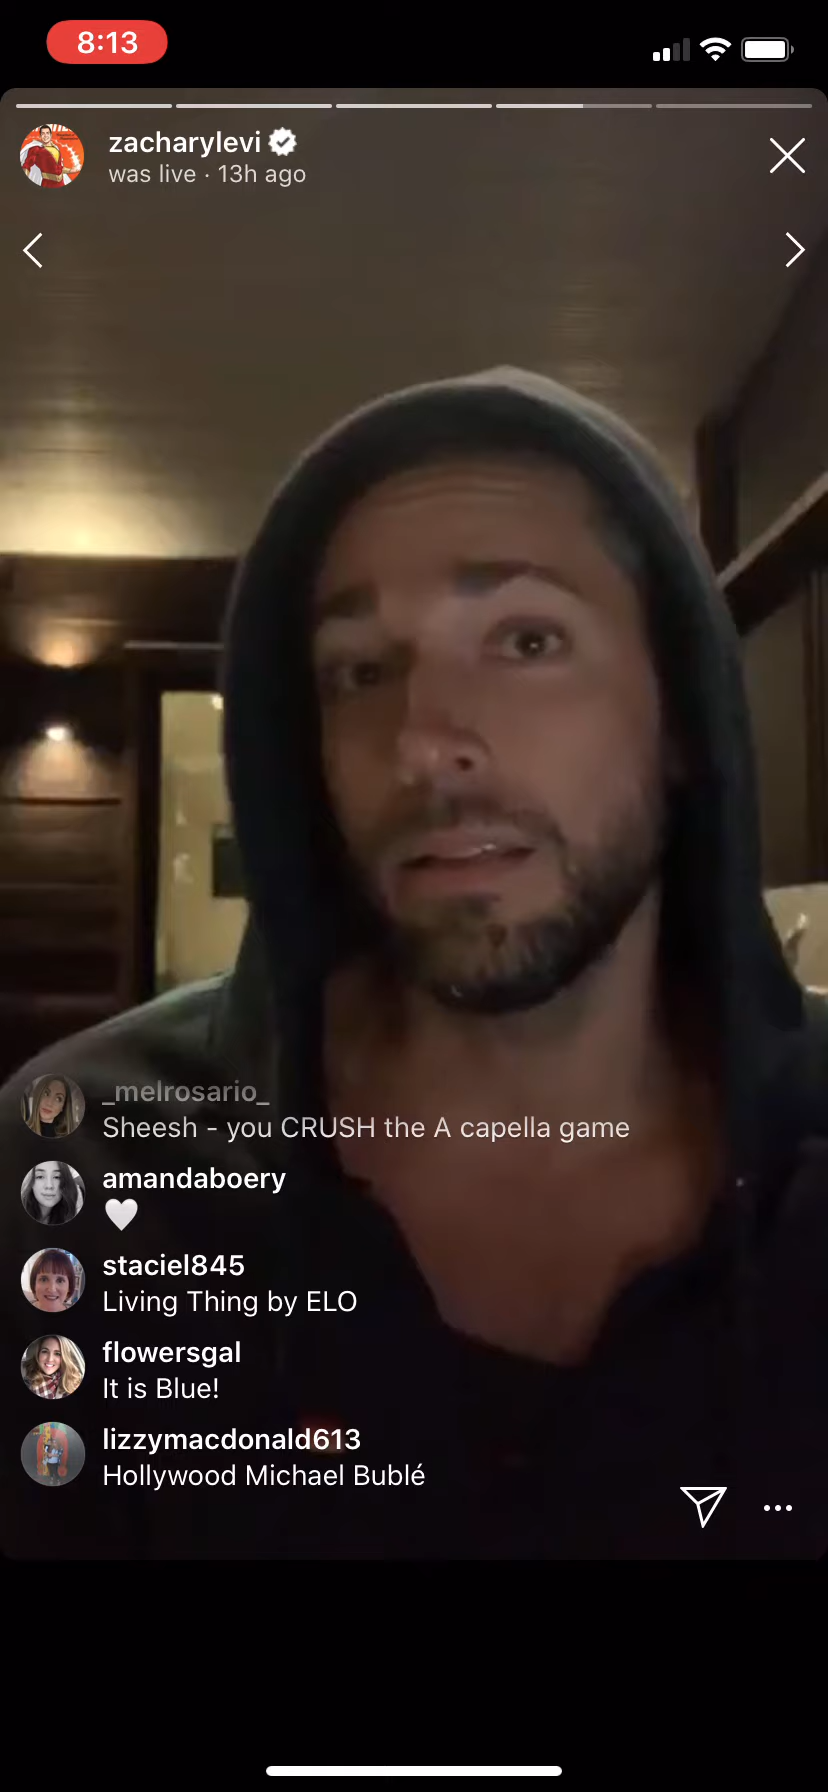 8:13
zacharylevi
was live · 13h ago
_melrosario_
Sheesh - you CRUSH the A capella game
amandaboery
🤍
staciel845
Living Thing by ELO
flowersgal
It is Blue!
lizzymacdonald613
Hollywood Michael Bublé